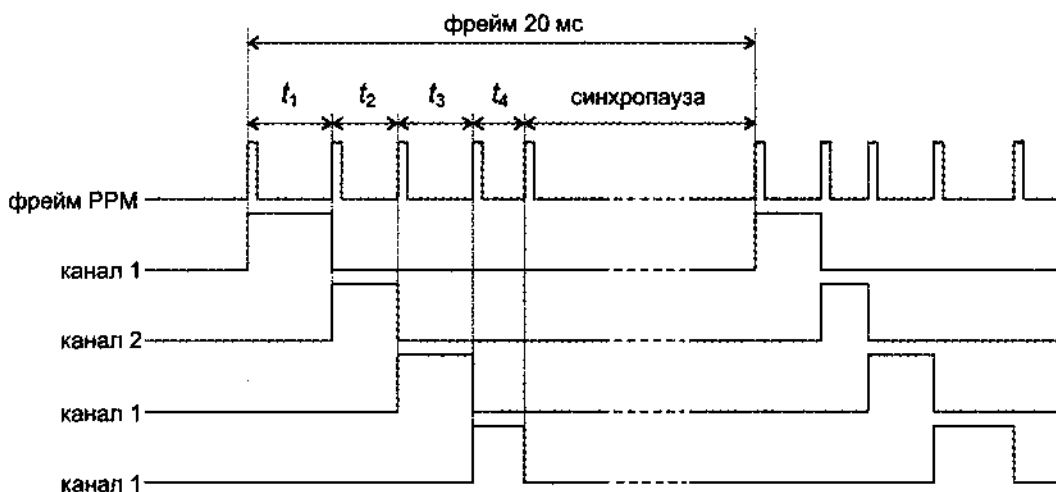 фрейм 20 мс
t1 t2 t3 t4 синхропауза
фрейм PPM
канал 1
канал 2
канал 1
канал 1